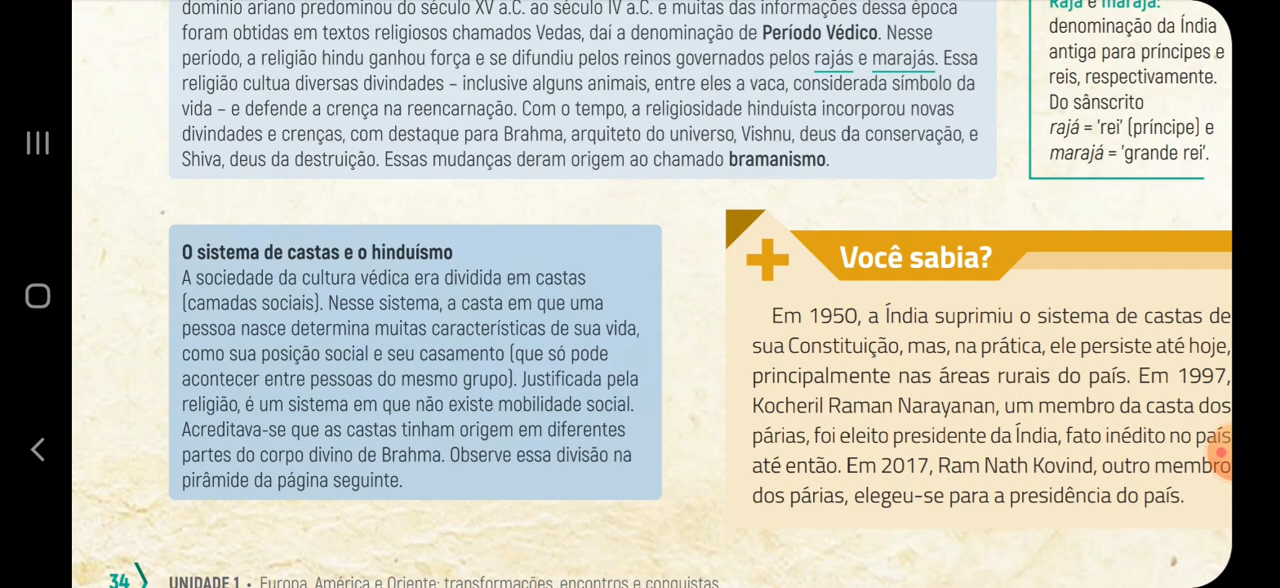 domínio ariano predominou do século XV a.C. ao século IV a.C. e muitas das informações dessa época
foram obtidas em textos religiosos chamados Vedas, daí a denominação de Período Védico. Nesse
período, a religião hindu ganhou força e se difundiu pelos reinos governados pelos rajás e marajás. Essa
religião cultua diversas divindades – inclusive alguns animais, entre eles a vaca, considerada símbolo da
vida – e defende a crença na reencarnação. Com o tempo, a religiosidade hinduísta incorporou novas
divindades e crenças, com destaque para Brahma, arquiteto do universo, Vishnu, deus da conservação, e
Shiva, deus da destruição. Essas mudanças deram origem ao chamado bramanismo.
Rajá e marajá:
denominação da Índia
antiga para príncipes e
reis, respectivamente.
Do sânscrito
rajá = 'rei' (príncipe) e
marajá = 'grande rei'.
O sistema de castas e o hinduísmo
A sociedade da cultura védica era dividida em castas
(camadas sociais). Nesse sistema, a casta em que uma
pessoa nasce determina muitas características de sua vida,
como sua posição social e seu casamento (que só pode
acontecer entre pessoas do mesmo grupo). Justificada pela
religião, é um sistema em que não existe mobilidade social.
Acreditava-se que as castas tinham origem em diferentes
partes do corpo divino de Brahma. Observe essa divisão na
pirâmide da página seguinte.
Você sabia?
Em 1950, a Índia suprimiu o sistema de castas de
sua Constituição, mas, na prática, ele persiste até hoje,
principalmente nas áreas rurais do país. Em 1997,
Kocheril Raman Narayanan, um membro da casta dos
párias, foi eleito presidente da Índia, fato inédito no país
até então. Em 2017, Ram Nath Kovind, outro membro
dos párias, elegeu-se para a presidência do país.
34 UNIDADE 1 • Europa, América e Oriente: transformações, encontros e conquistas